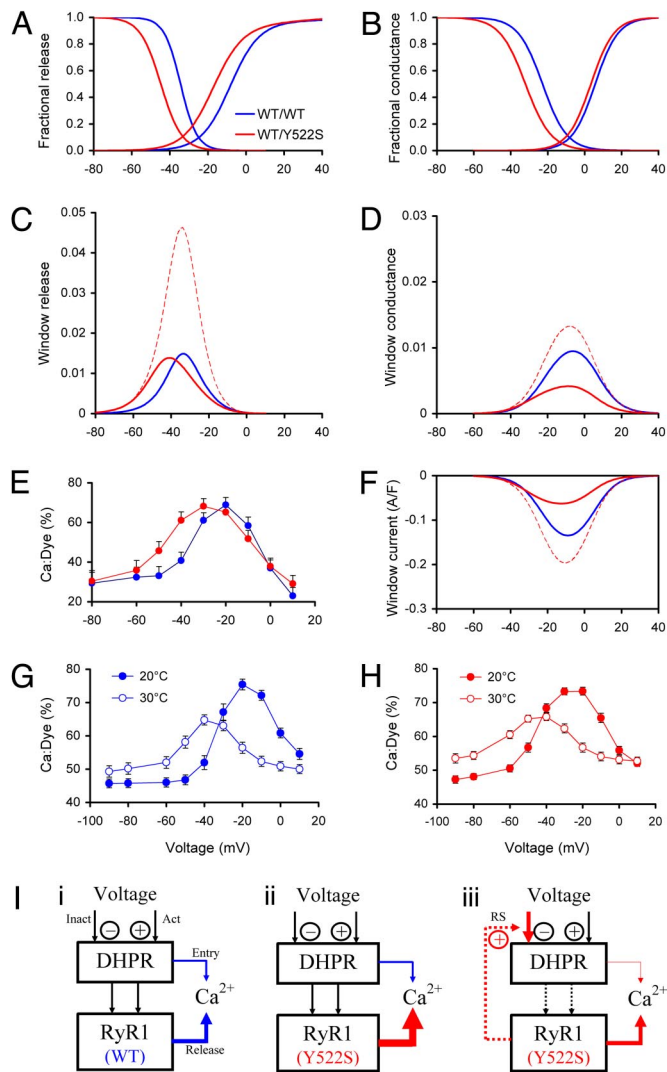 A
Fractional release
1.0
0.8
0.6
0.4
0.2
0.0
WT/WT
WT/Y522S
-80 -60 -40 -20 0 20 40
B
Fractional conductance
1.0
0.8
0.6
0.4
0.2
0.0
-80 -60 -40 -20 0 20 40
C
Window release
0.05
0.04
0.03
0.02
0.01
0
-80 -60 -40 -20 0 20 40
D
Window conductance
0.03
0.02
0.01
0
-80 -60 -40 -20 0 20 40
E
Ca:Dye (%)
80
60
40
20
-80 -60 -40 -20 0 20
F
Window current (A/F)
0
-0.1
-0.2
-0.3
-80 -60 -40 -20 0 20 40
G
Ca:Dye (%)
80
70
60
50
40
20°C
30°C
-100 -80 -60 -40 -20 0 20
Voltage (mV)
H
Ca:Dye (%)
80
70
60
50
40
20°C
30°C
-100 -80 -60 -40 -20 0 20
Voltage (mV)
I
i
Voltage
Inact
Act
− +
DHPR
Entry
Ca2+
RyR1
(WT)
Release
ii
Voltage
− +
DHPR
Ca2+
RyR1
(Y522S)
iii
Voltage
RS
+
− +
DHPR
Ca2+
RyR1
(Y522S)